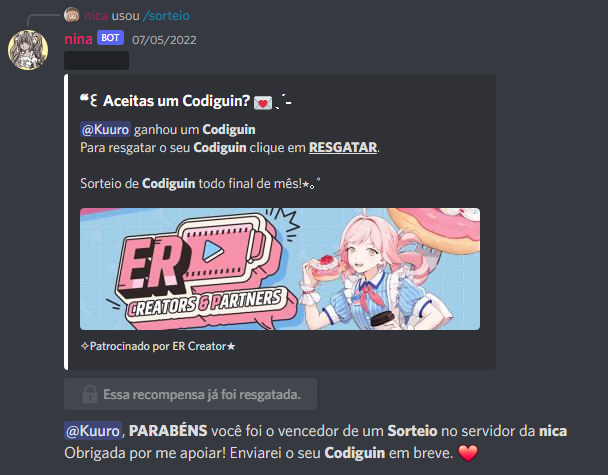 nica usou /sorteio
nina BOT 07/05/2022
❝꒰ Aceitas um Codiguin? 💌 ˎˊ˗
@Kuuro ganhou um Codiguin
Para resgatar o seu Codiguin clique em RESGATAR.
Sorteio de Codiguin todo final de mês!⋆｡˚
ER
CREATORS & PARTNERS
✧Patrocinado por ER Creator★
Essa recompensa já foi resgatada.
@Kuuro, PARABÉNS você foi o vencedor de um Sorteio no servidor da nica
Obrigada por me apoiar! Enviarei o seu Codiguin em breve. ❤️